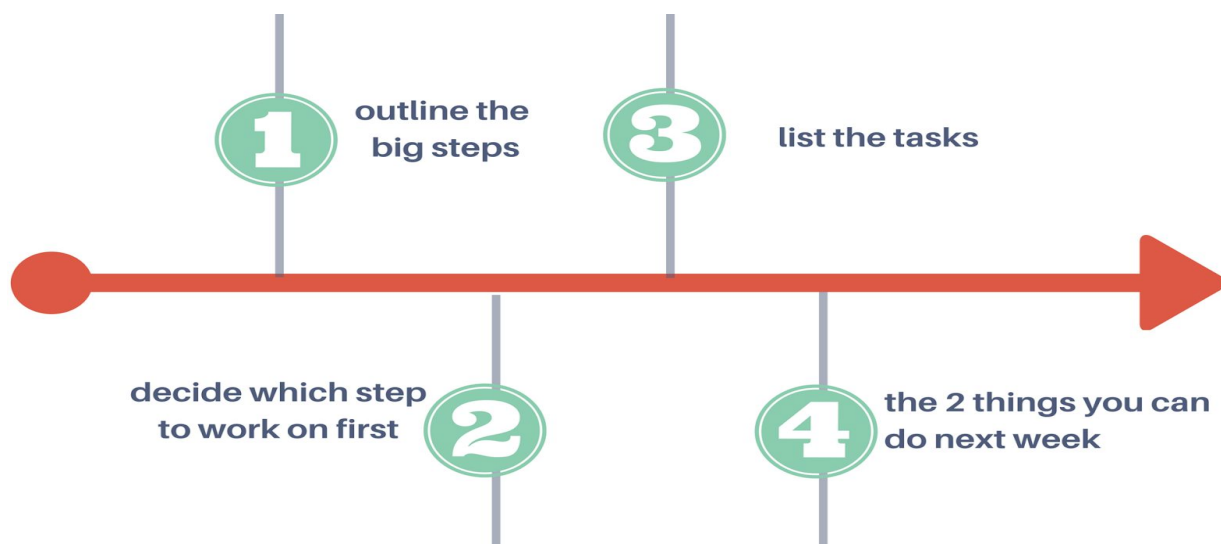 1
outline the
big steps
2
decide which step
to work on first
3
list the tasks
4
the 2 things you can
do next week